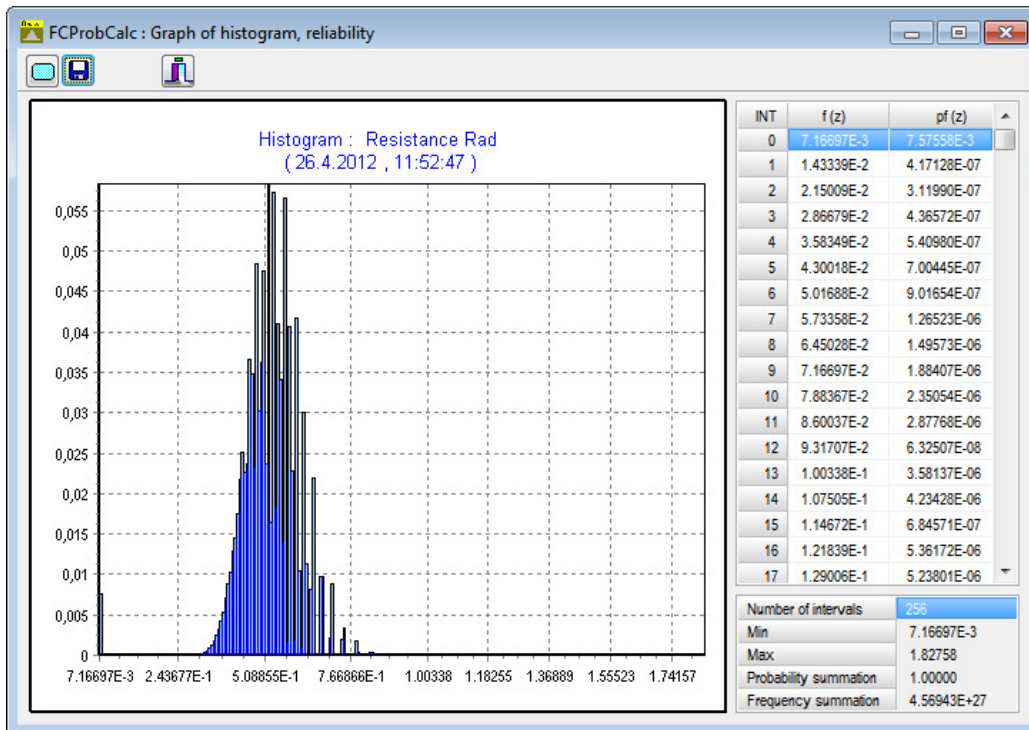 FCProbCalc : Graph of histogram, reliability
Histogram : Resistance Rad
( 26.4.2012 , 11:52:47 )
0,055
0,05
0,045
0,04
0,035
0,03
0,025
0,02
0,015
0,01
0,005
0
7.16697E-3 2.43677E-1 5.08855E-1 7.66866E-1 1.00338 1.18255 1.36889 1.55523 1.74157
INT f (z) pf (z)
0 7.16697E-3 7.57558E-3
1 1.43339E-2 4.17128E-07
2 2.15009E-2 3.11990E-07
3 2.86679E-2 4.36572E-07
4 3.58349E-2 5.40980E-07
5 4.30018E-2 7.00445E-07
6 5.01688E-2 9.01654E-07
7 5.73358E-2 1.26523E-06
8 6.45028E-2 1.49573E-06
9 7.16697E-2 1.88407E-06
10 7.88367E-2 2.35054E-06
11 8.60037E-2 2.87768E-06
12 9.31707E-2 6.32507E-08
13 1.00338E-1 3.58137E-06
14 1.07505E-1 4.23428E-06
15 1.14672E-1 6.84571E-07
16 1.21839E-1 5.36172E-06
17 1.29006E-1 5.23801E-06
Number of intervals 256
Min 7.16697E-3
Max 1.82758
Probability summation 1.00000
Frequency summation 4.56943E+27